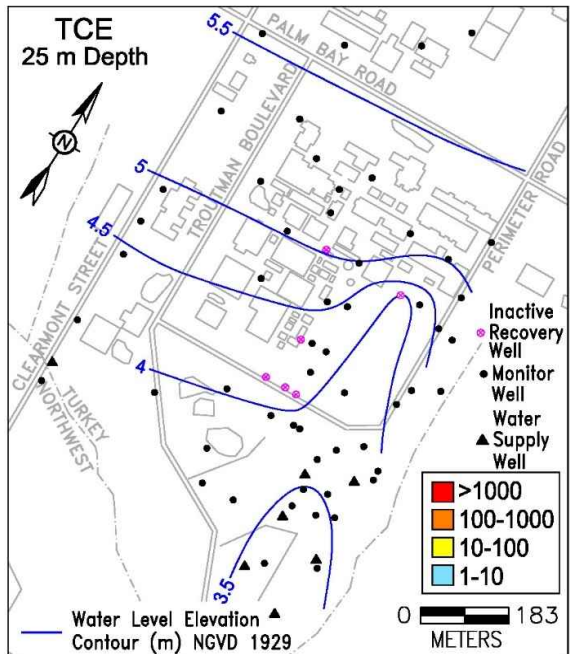 TCE
25 m Depth
5.5
PALM BAY ROAD
N
TROUTMAN BOULEVARD
PERIMETER ROAD
5
4.5
CLEARMONT STREET
4
TURKEY
NORTHWEST
Inactive
Recovery
Well
Monitor
Well
Water
Supply
Well
>1000
100-1000
10-100
1-10
3.5
Water Level Elevation
Contour (m) NGVD 1929
0 183
METERS